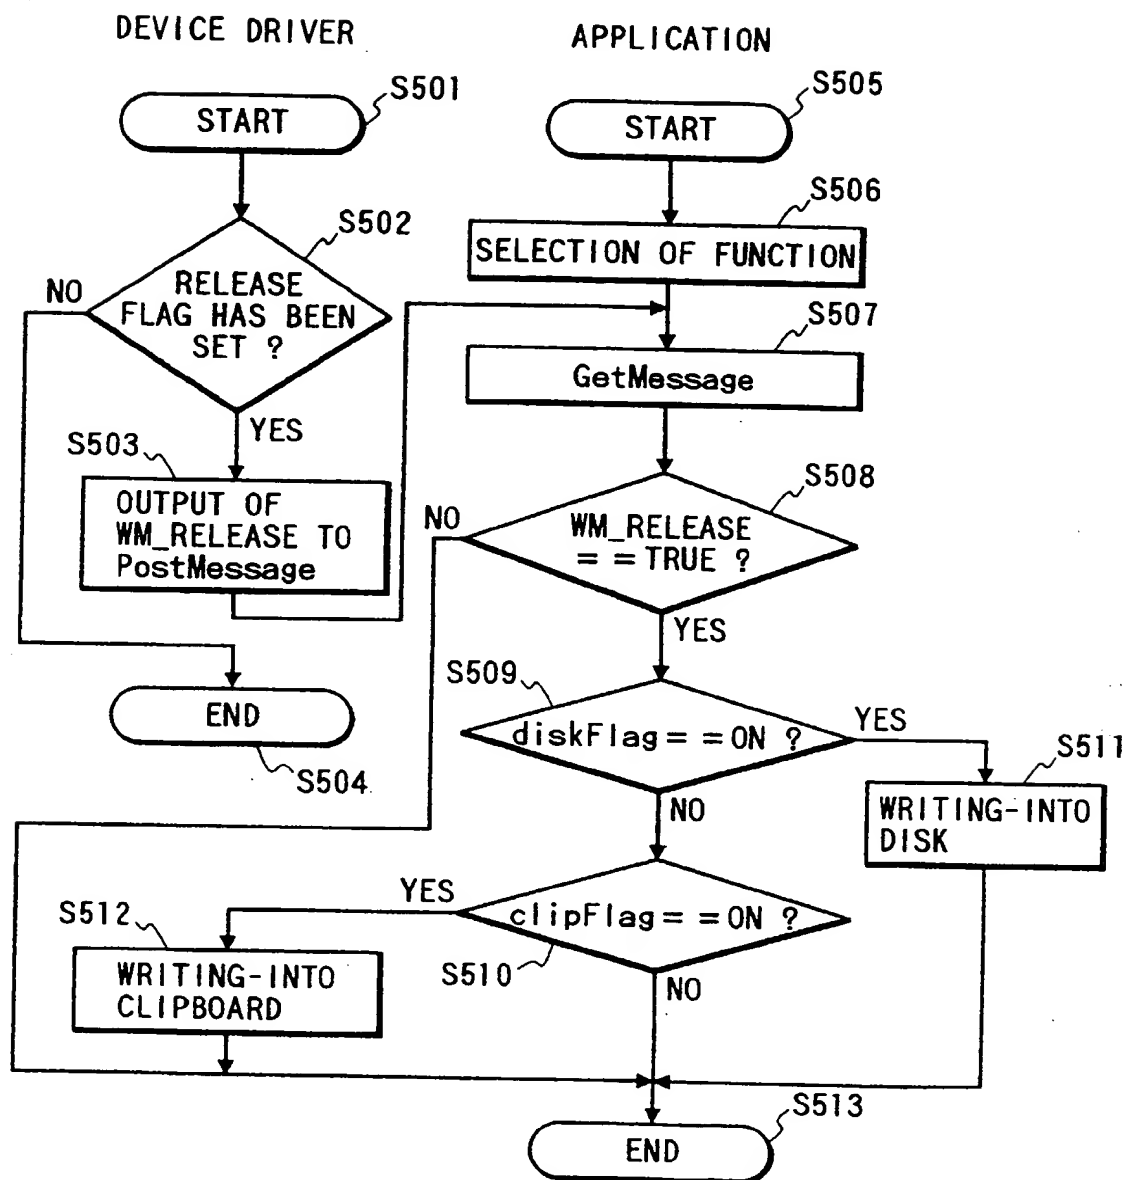 DEVICE DRIVER
APPLICATION
S501
START
S502
RELEASE
FLAG HAS BEEN
SET ?
NO
YES
S503
OUTPUT OF
WM_RELEASE TO
PostMessage
END
S504
S505
START
S506
SELECTION OF FUNCTION
S507
GetMessage
S508
WM_RELEASE
==TRUE ?
NO
YES
S509
diskFlag==ON ?
YES
S511
WRITING-INTO
DISK
NO
clipFlag==ON ?
S510
YES
S512
WRITING-INTO
CLIPBOARD
NO
S513
END